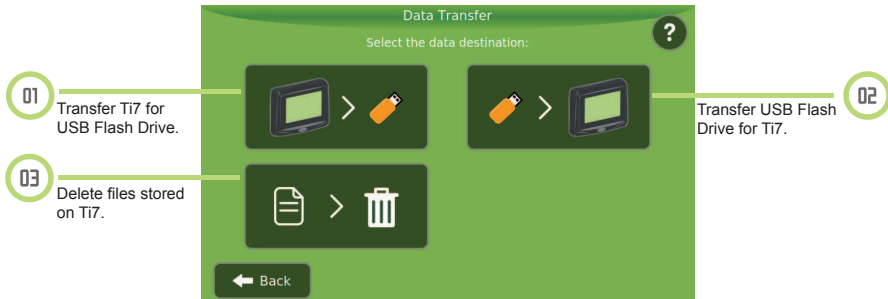 Data Transfer
Select the data destination:
?
01
Transfer Ti7 for
USB Flash Drive.
02
Transfer USB Flash
Drive for Ti7.
03
Delete files stored
on Ti7.
Back